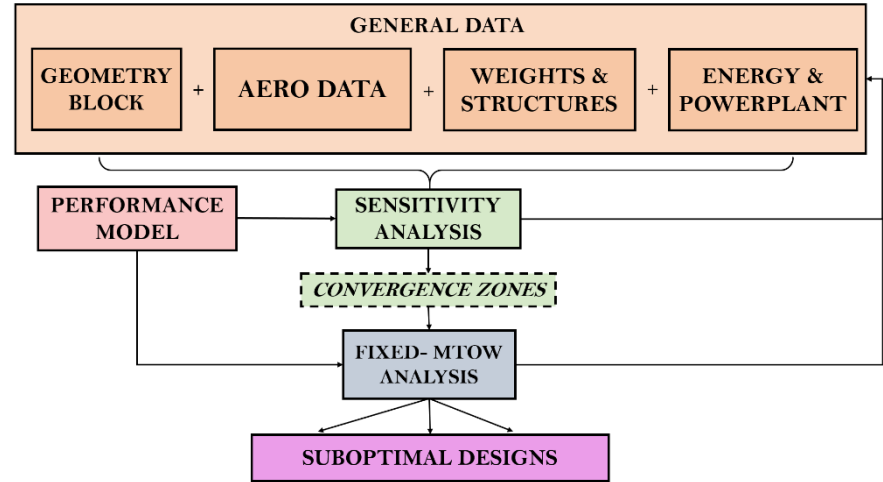 GENERAL DATA
GEOMETRY
BLOCK
+
AERO DATA
+
WEIGHTS &
STRUCTURES
+
ENERGY &
POWERPLANT
PERFORMANCE
MODEL
SENSITIVITY
ANALYSIS
CONVERGENCE ZONES
FIXED- MTOW
ANALYSIS
SUBOPTIMAL DESIGNS